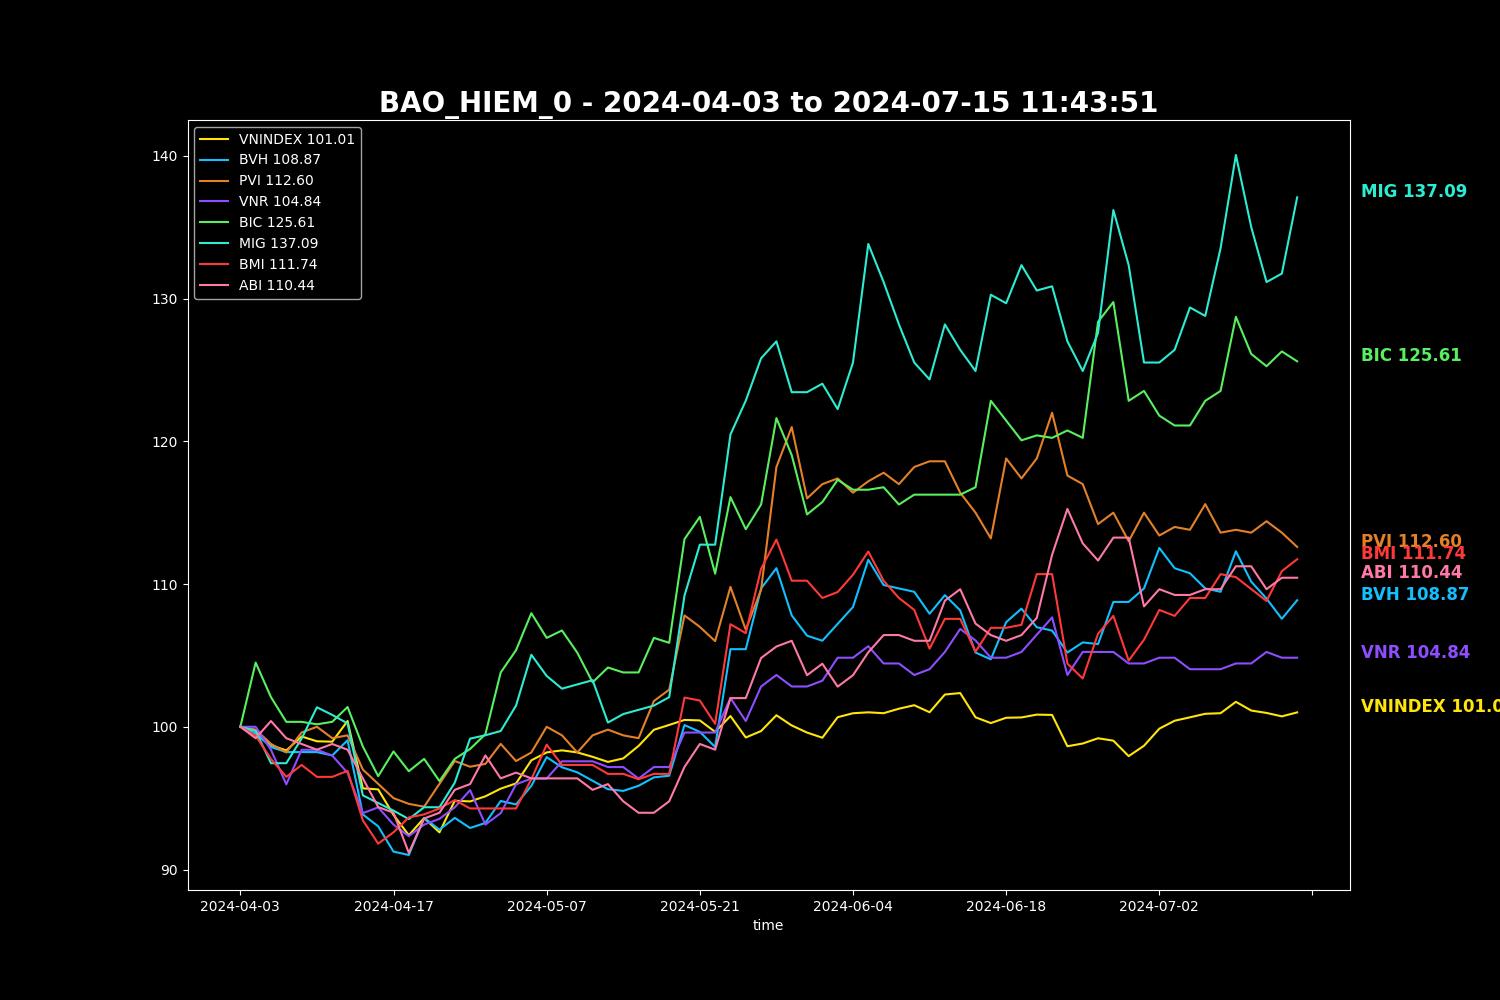 BAO_HIEM_0 - 2024-04-03 to 2024-07-15 11:43:51
VNINDEX 101.01
BVH 108.87
PVI 112.60
VNR 104.84
BIC 125.61
MIG 137.09
BMI 111.74
ABI 110.44
140
130
120
110
100
90
MIG 137.09
BIC 125.61
PVI 112.60
BMI 111.74
ABI 110.44
BVH 108.87
VNR 104.84
VNINDEX 101.0
2024-04-03
2024-04-17
2024-05-07
2024-05-21
2024-06-04
2024-06-18
2024-07-02
time